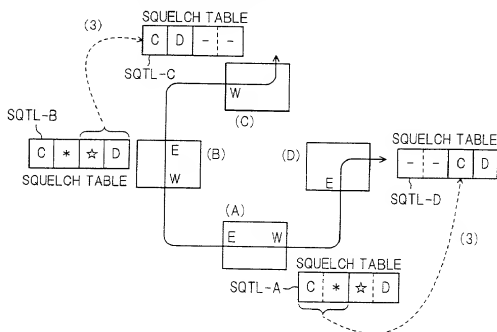 SQUELCH TABLE
(3)
C D - -
SQTL-C
W
(C)
SQTL-B
C * ☆ D
SQUELCH TABLE
E
(B)
W
(D)
E
SQUELCH TABLE
- - C D
SQTL-D
(A)
E W
(3)
SQUELCH TABLE
SQTL-A
C * ☆ D